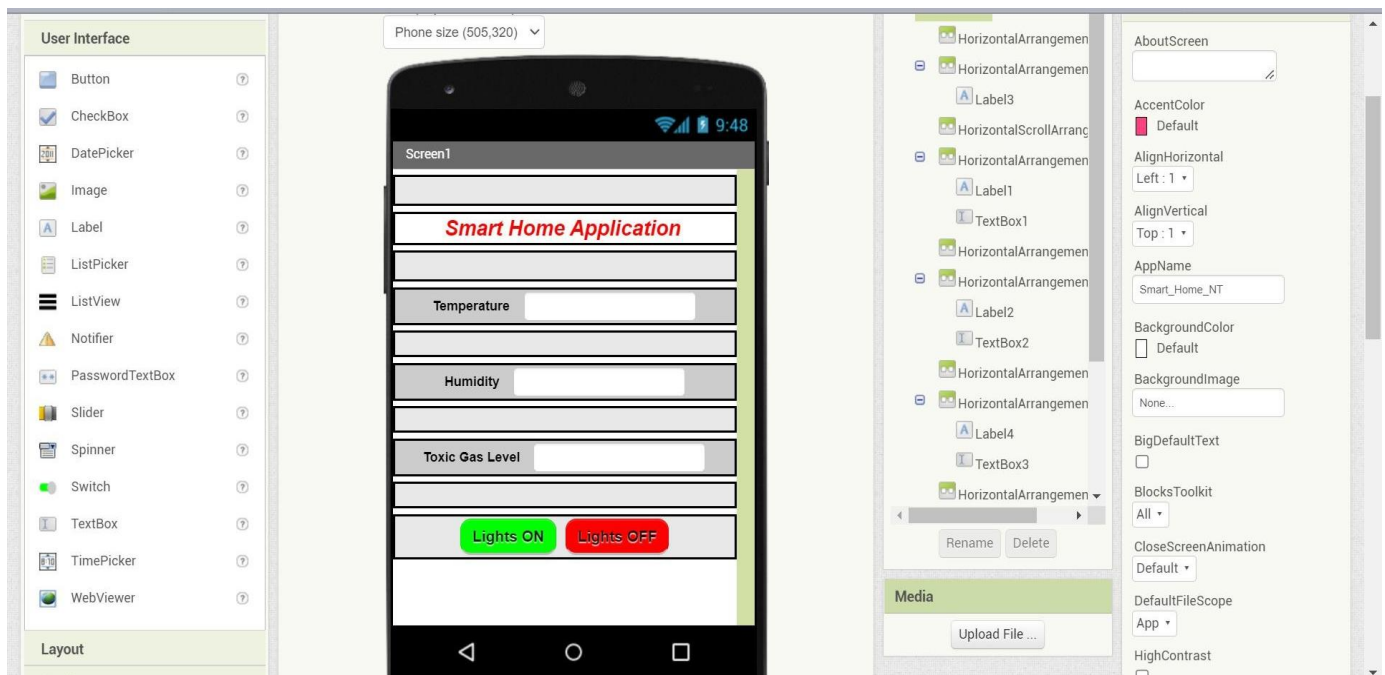 User Interface
Button
CheckBox
DatePicker
Image
Label
ListPicker
ListView
Notifier
PasswordTextBox
Slider
Spinner
Switch
TextBox
TimePicker
WebViewer
Layout
Phone size (505,320)
9:48
Screen1
Smart Home Application
Temperature
Humidity
Toxic Gas Level
Lights ON Lights OFF
HorizontalArrangemen
HorizontalArrangemen
Label3
HorizontalScrollArrang
HorizontalArrangemen
Label1
TextBox1
HorizontalArrangemen
HorizontalArrangemen
Label2
TextBox2
HorizontalArrangemen
HorizontalArrangemen
Label4
TextBox3
HorizontalArrangemen
Rename Delete
Media
Upload File ...
AboutScreen
AccentColor
Default
AlignHorizontal
Left : 1
AlignVertical
Top : 1
AppName
Smart_Home_NT
BackgroundColor
Default
BackgroundImage
None...
BigDefaultText
BlocksToolkit
All
CloseScreenAnimation
Default
DefaultFileScope
App
HighContrast